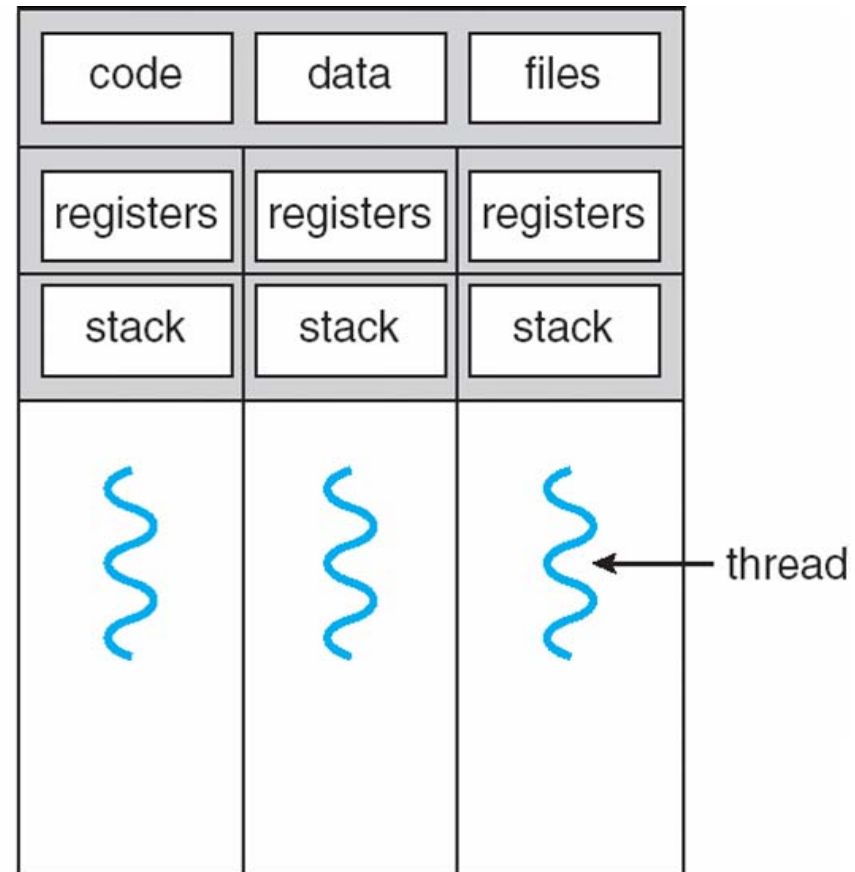 code data files
registers registers registers
stack stack stack
thread